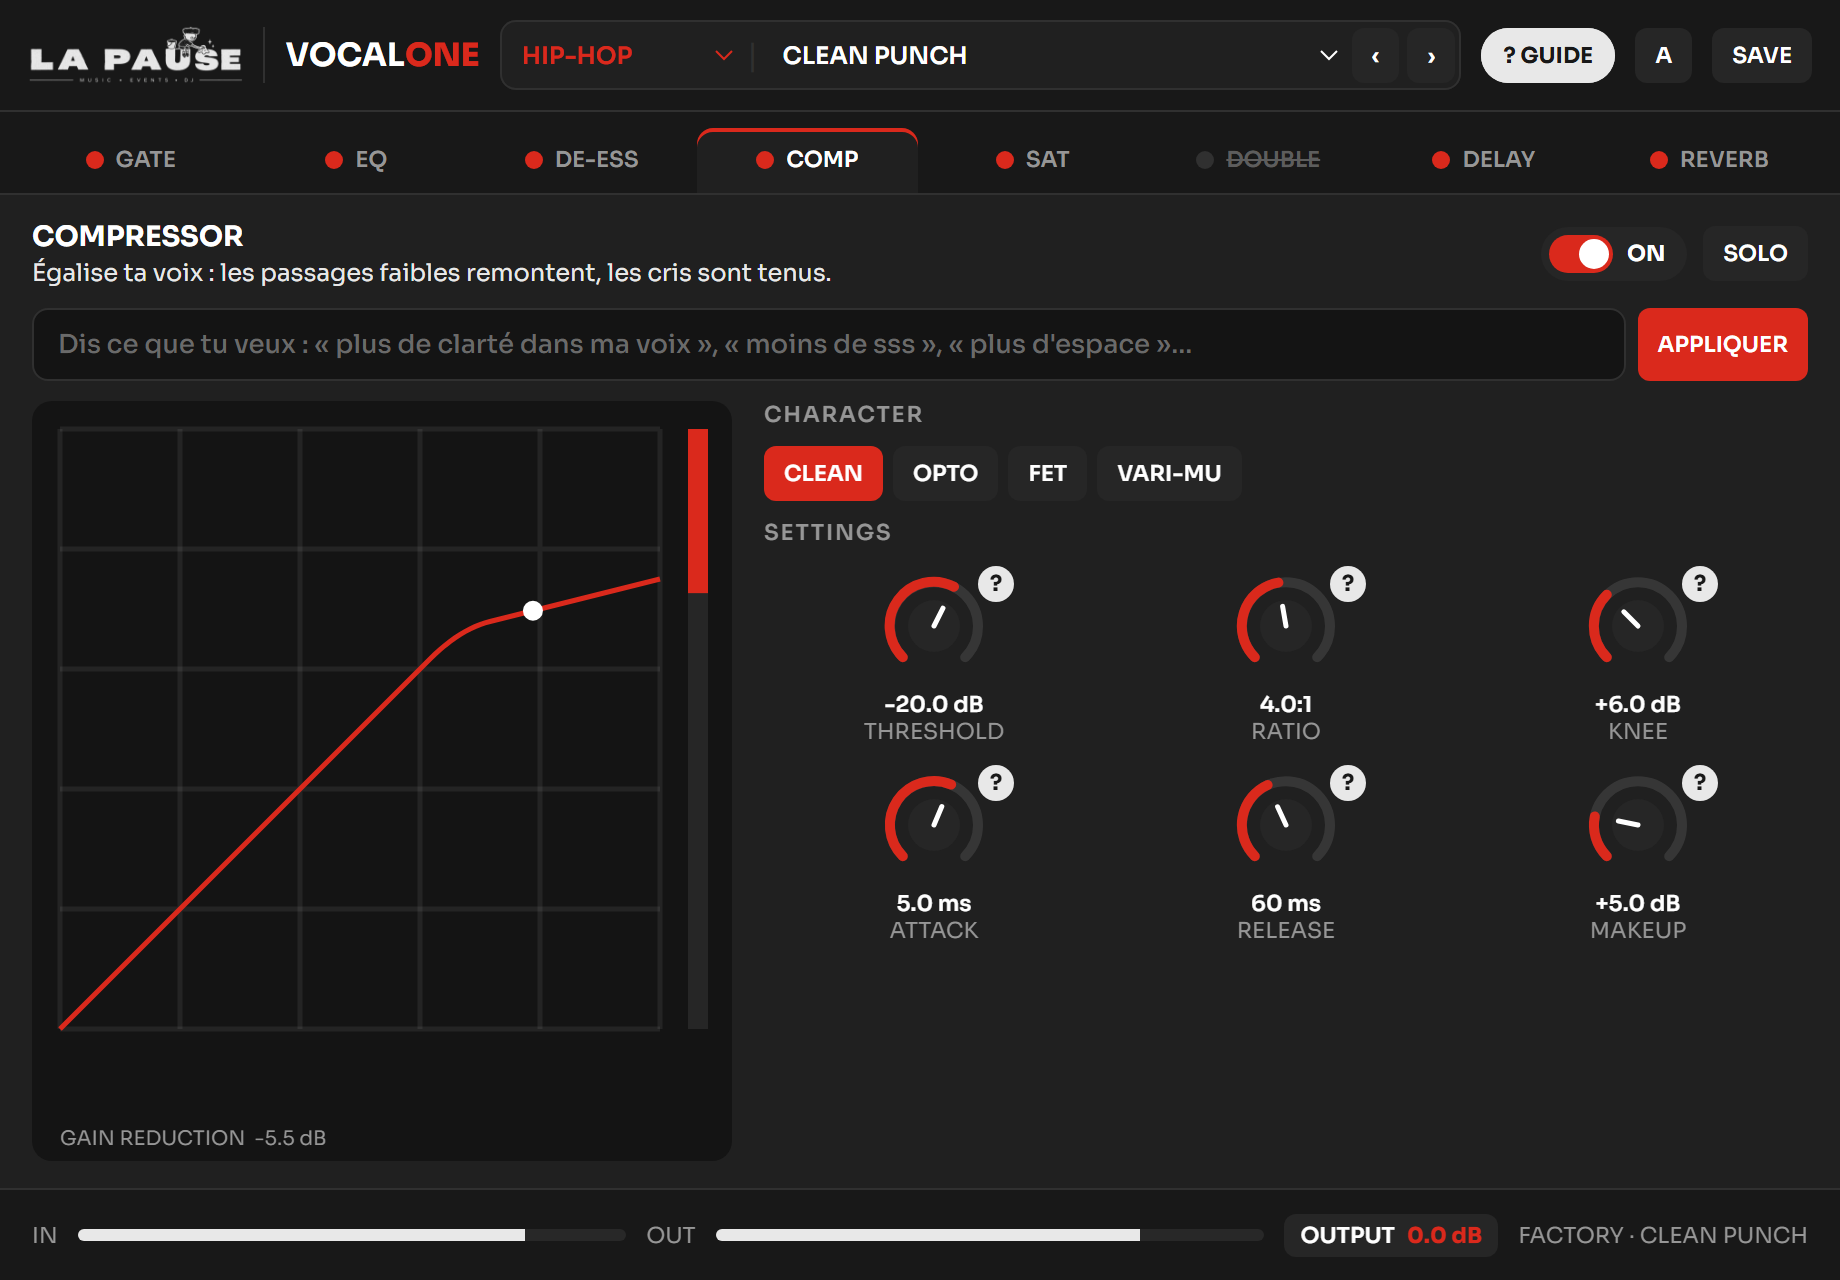 LA PAUSE
MUSIC • EVENTS • DJ
VOCALONE
HIP-HOP
CLEAN PUNCH
‹
›
? GUIDE
A
SAVE
GATE
EQ
DE-ESS
COMP
SAT
DOUBLE
DELAY
REVERB
COMPRESSOR
Égalise ta voix : les passages faibles remontent, les cris sont tenus.
ON
SOLO
Dis ce que tu veux : « plus de clarté dans ma voix », « moins de sss », « plus d'espace »...
APPLIQUER
CHARACTER
CLEAN
OPTO
FET
VARI-MU
SETTINGS
?
?
?
-20.0 dB
4.0:1
+6.0 dB
THRESHOLD
RATIO
KNEE
?
?
?
5.0 ms
60 ms
+5.0 dB
ATTACK
RELEASE
MAKEUP
GAIN REDUCTION -5.5 dB
IN
OUT
OUTPUT 0.0 dB
FACTORY · CLEAN PUNCH